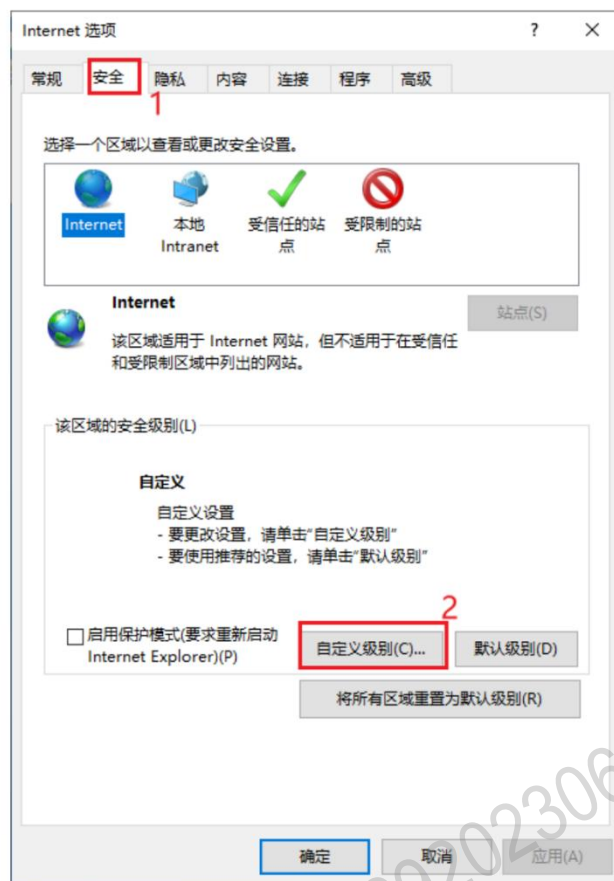 Internet 选项
常规 安全 隐私 内容 连接 程序 高级
1
选择一个区域以查看或更改安全设置。
Internet 本地 受信任的站 受限制的站
Intranet 点 点
Internet
站点(S)
该区域适用于 Internet 网站，但不适用于在受信任
和受限制区域中列出的网站。
该区域的安全级别(L)
自定义
自定义设置
- 要更改设置，请单击“自定义级别”
- 要使用推荐的设置，请单击“默认级别”
2
启用保护模式(要求重新启动
Internet Explorer)(P)
自定义级别(C)...
默认级别(D)
将所有区域重置为默认级别(R)
确定 取消 应用(A)